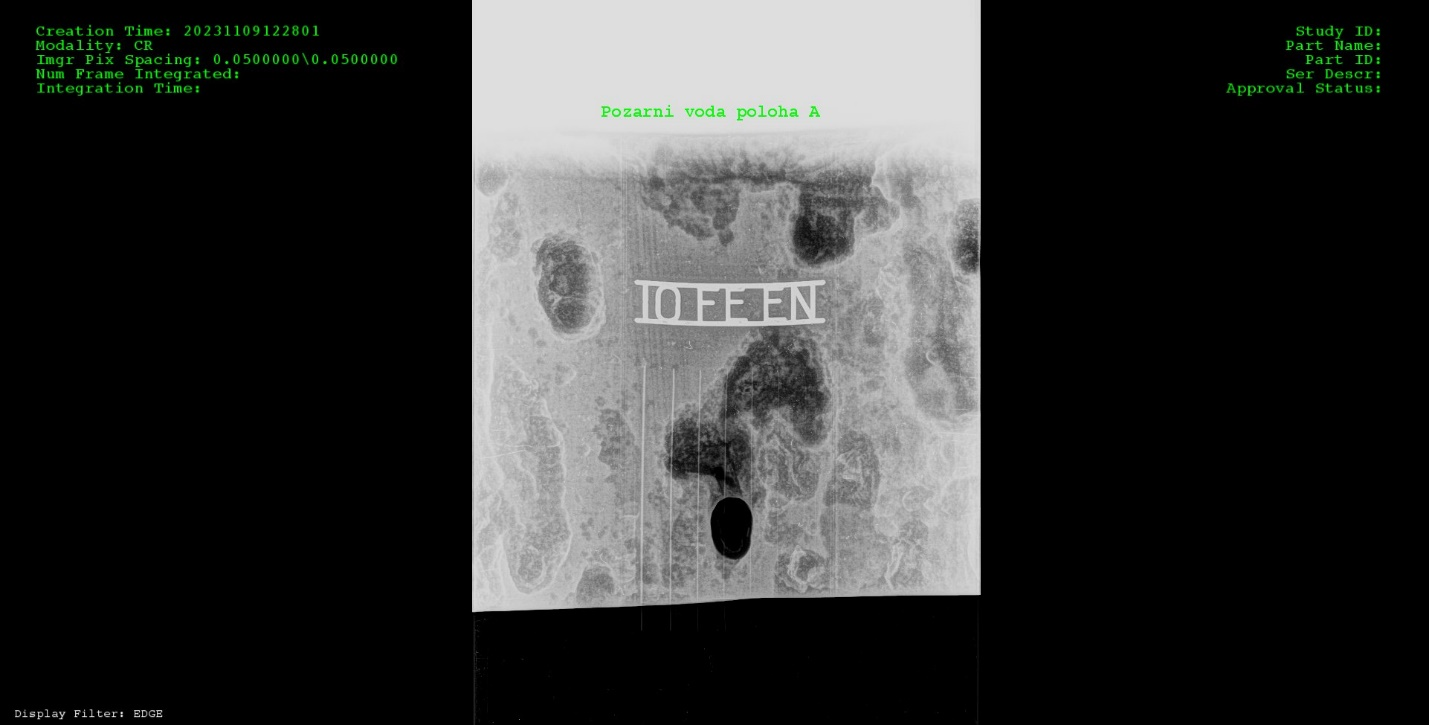 Creation Time: 20231109122801
Modality: CR
Imgr Pix Spacing: 0.0500000\0.0500000
Num Frame Integrated:
Integration Time:
Study ID:
Part Name:
Part ID:
Ser Descr:
Approval Status:
Pozarni voda poloha A
10 FE EN
Display Filter: EDGE